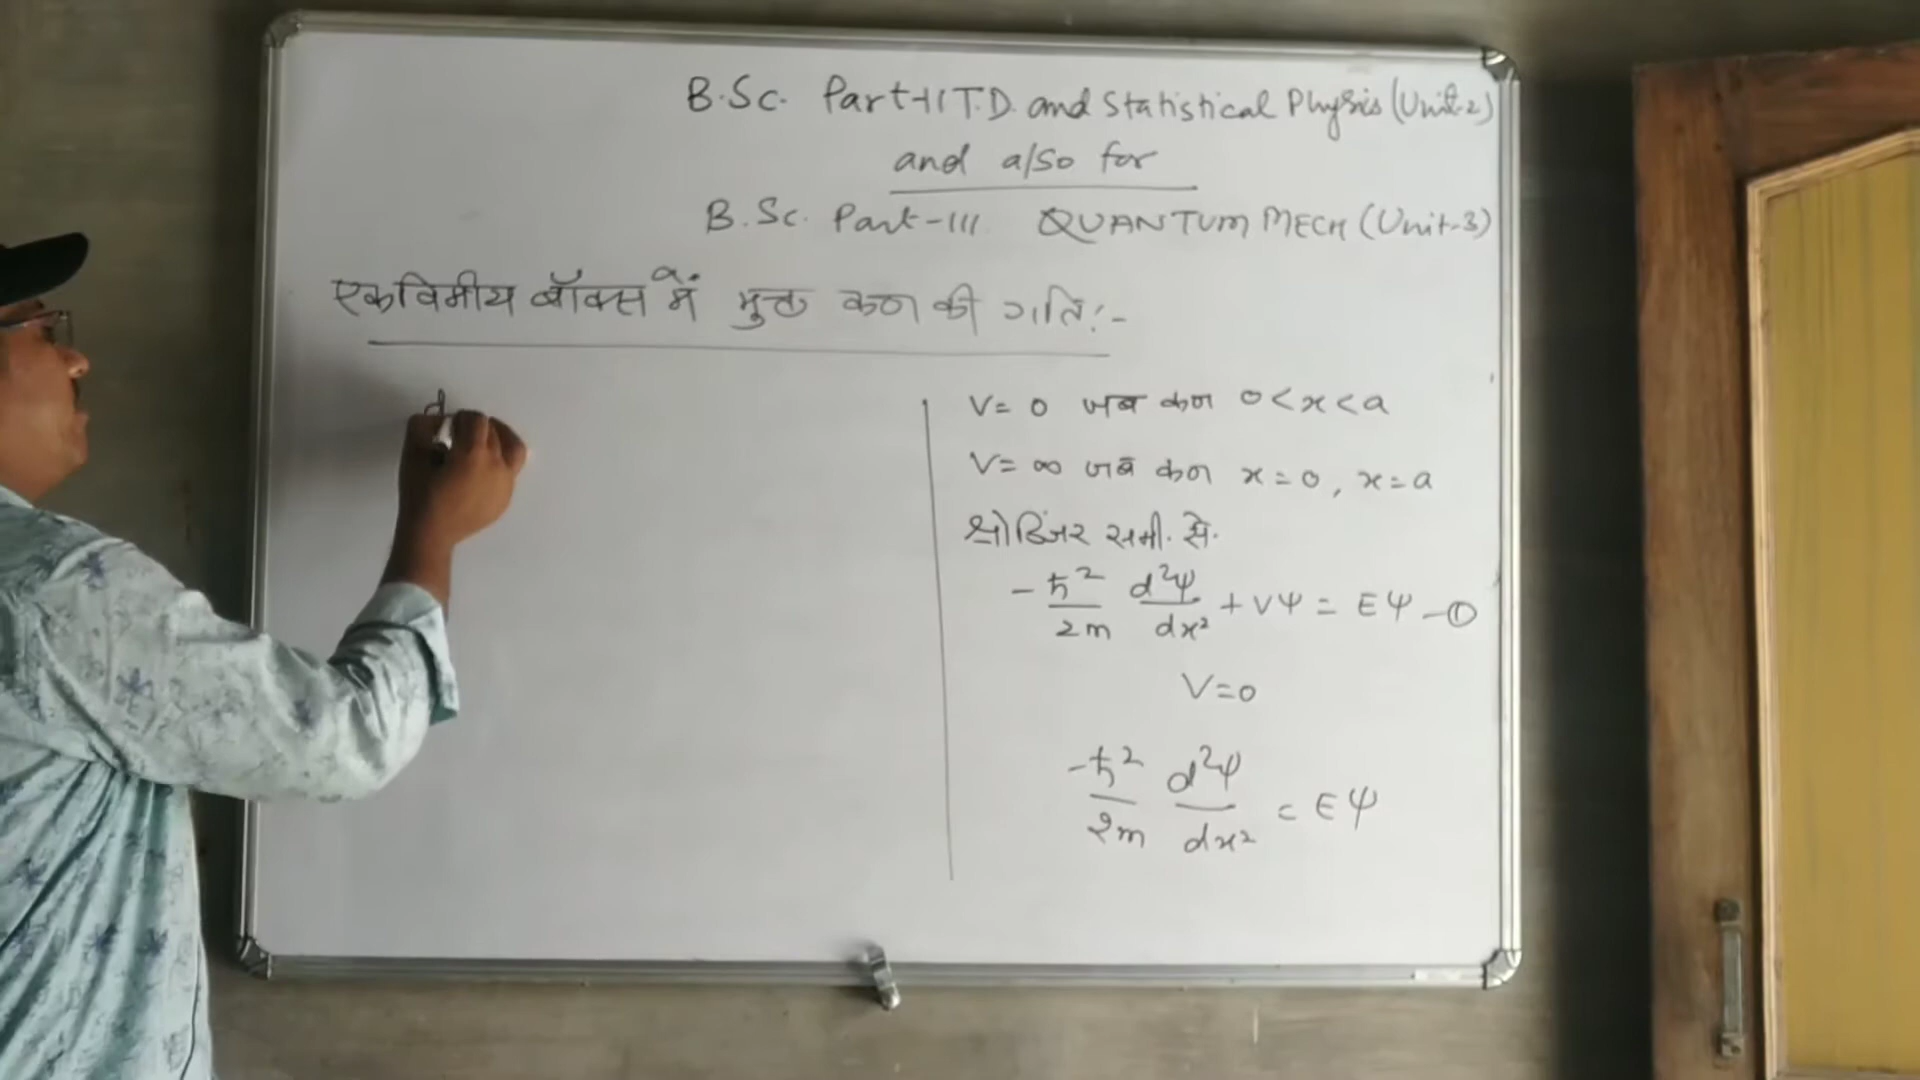 B.Sc. Part-II T.D. and Statistical Physics (Unit-2)
and also for
B.Sc. Part-III QUANTUM MECH (Unit-3)
एकविमीय बॉक्स में मुक्त कण की गति:-
d
V= 0 जब कण 0<x<a
V= ∞ जब कण x=0, x=a
श्रोडिंजर समी. से.
-ħ²/2m d²ψ/dx² + Vψ = Eψ -①
V=0
-ħ²/2m d²ψ/dx² = Eψ